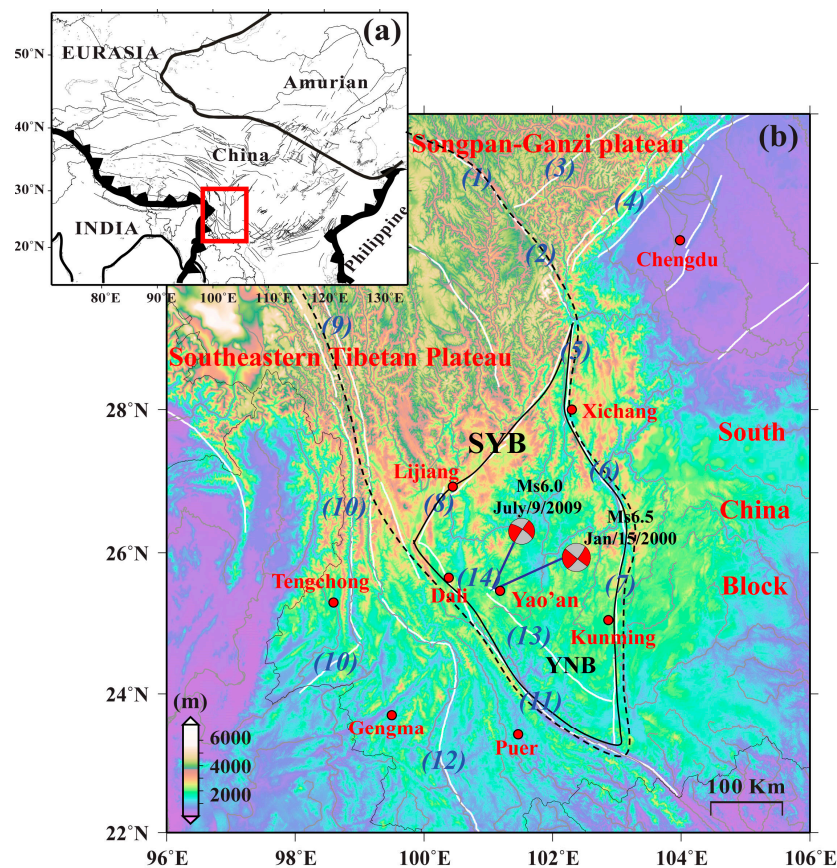 (a)
50°N
EURASIA
Amurian
40°N
China
30°N
INDIA
20°N
Philippine
80°E 90°E 100°E 110°E 120°E 130°E
(b)
Songpan-Ganzi plateau
(1)
(3)
(4)
(2)
Chengdu
(9)
Southeastern Tibetan Plateau
(5)
28°N
Xichang
South
SYB
Lijiang
(6)
(8)
Ms6.0
July/9/2009
Ms6.5
Jan/15/2000
China
(10)
26°N
(14)
(7)
Dali
Yao'an
Block
Tengchong
(13)
Kunming
(10)
YNB
24°N
(m)
(11)
6000
Gengma
Puer
4000
(12)
2000
100 Km
22°N
96°E 98°E 100°E 102°E 104°E 106°E